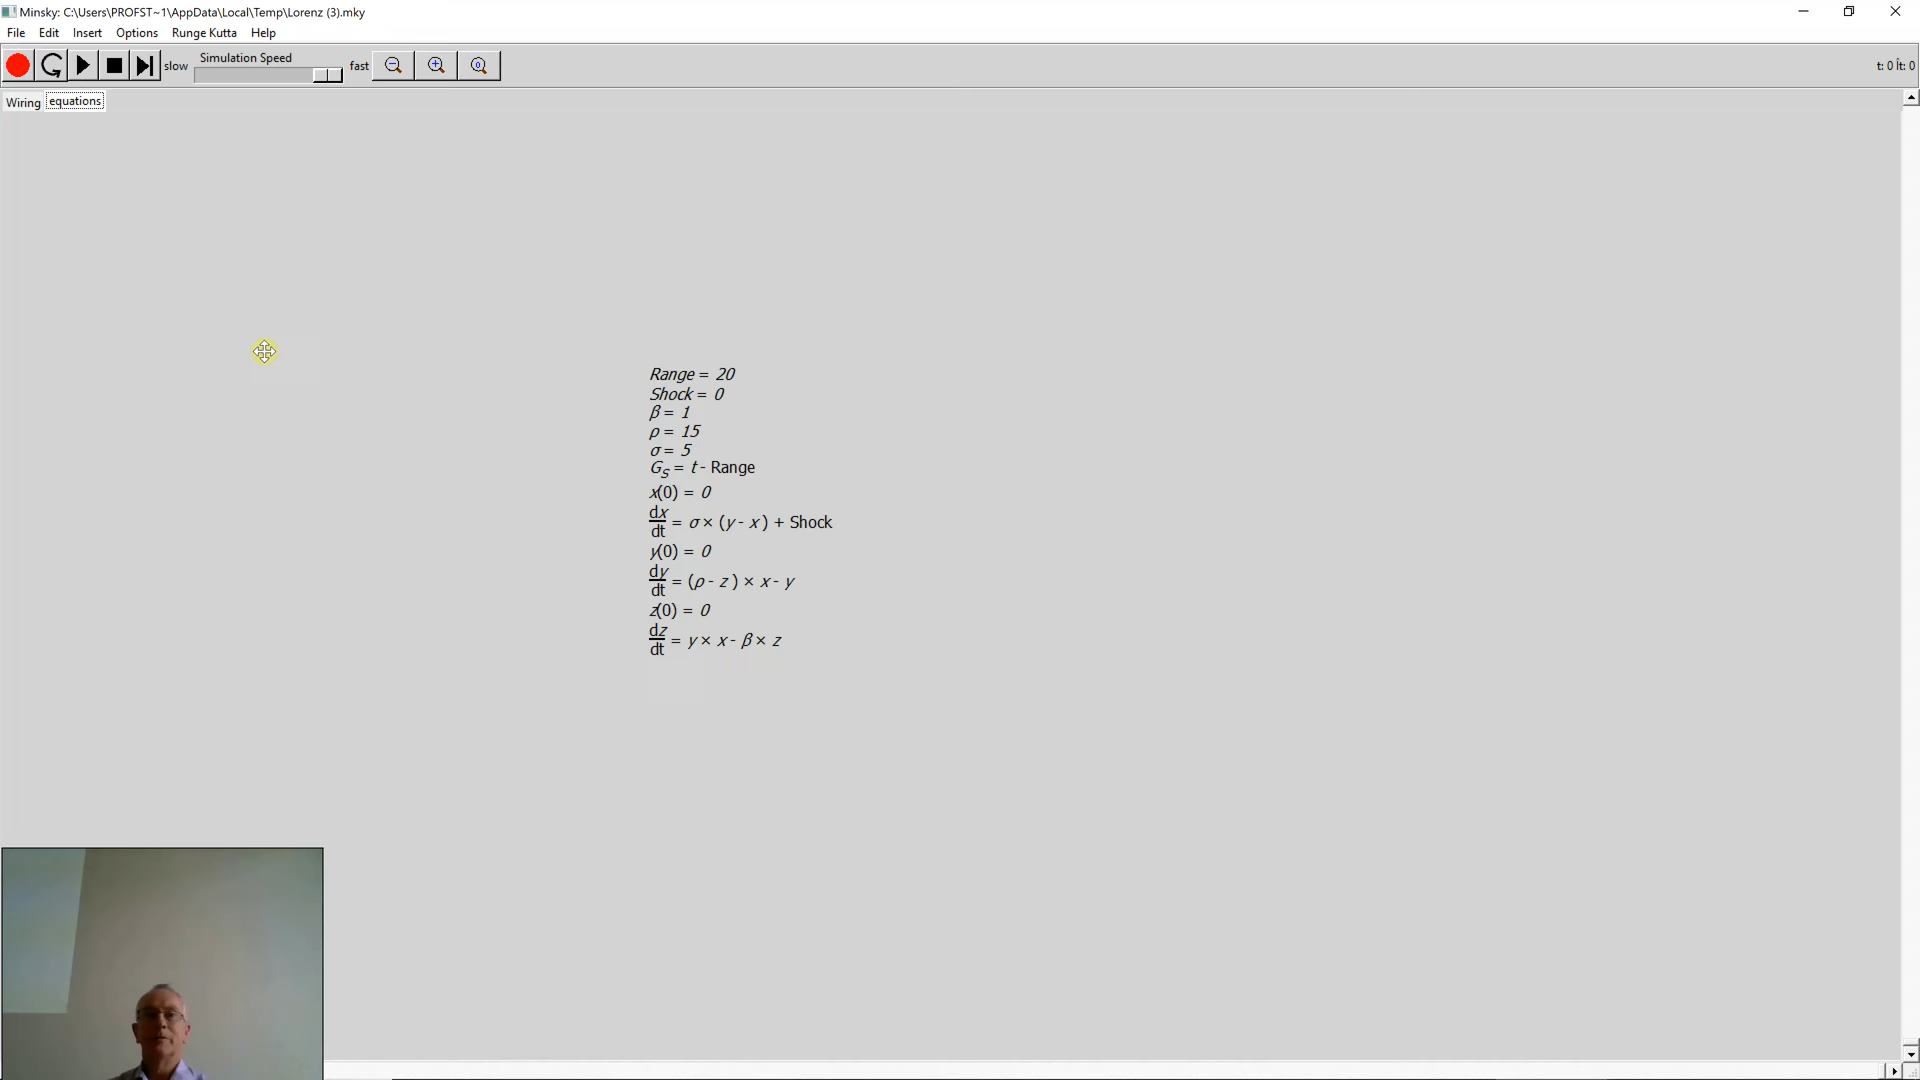 Minsky: C:\Users\PROFST~1\AppData\Local\Temp\Lorenz (3).mky
File Edit Insert Options Runge Kutta Help
slow Simulation Speed fast t: 0 Δt: 0
Wiring equations
Range = 20
Shock = 0
β = 1
ρ = 15
σ = 5
G_S = t - Range
x(0) = 0
dx/dt = σ × (y - x) + Shock
y(0) = 0
dy/dt = (ρ - z) × x - y
z(0) = 0
dz/dt = y × x - β × z